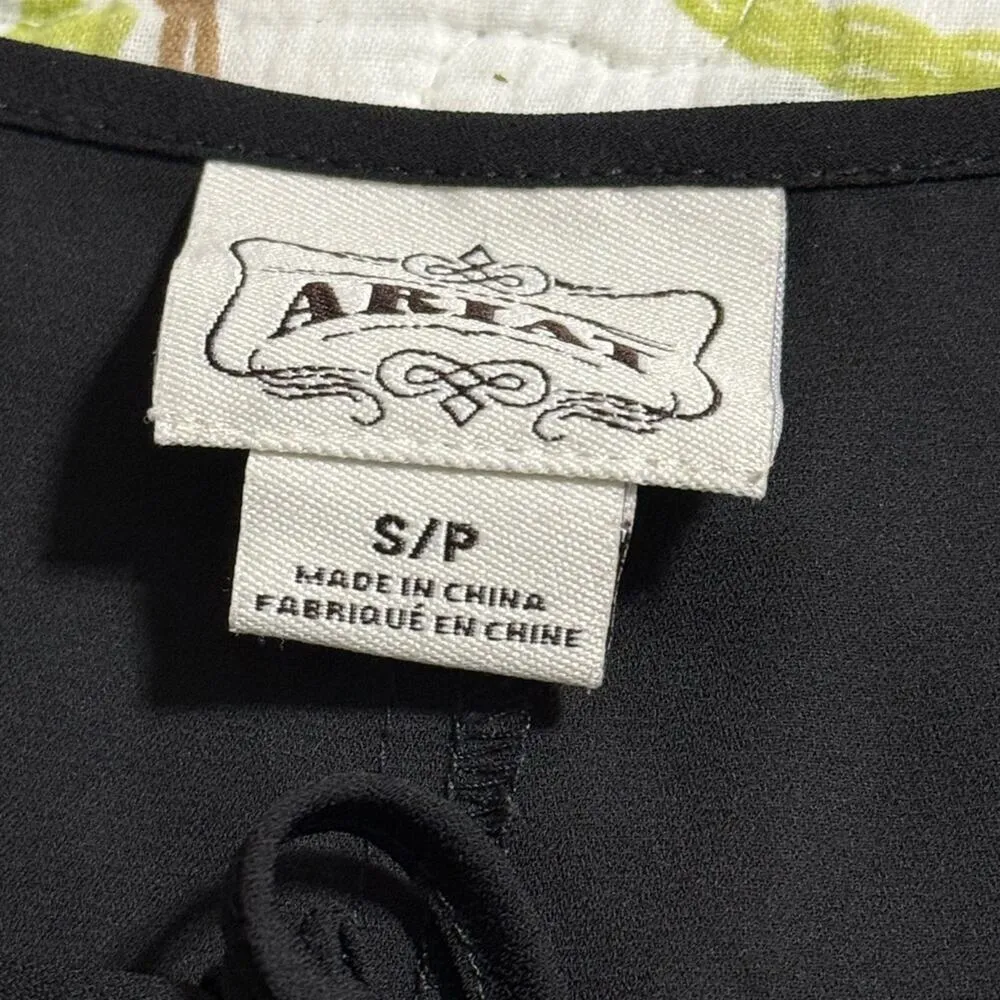 ARIAT
S/P
MADE IN CHINA
FABRIQUÉ EN CHINE